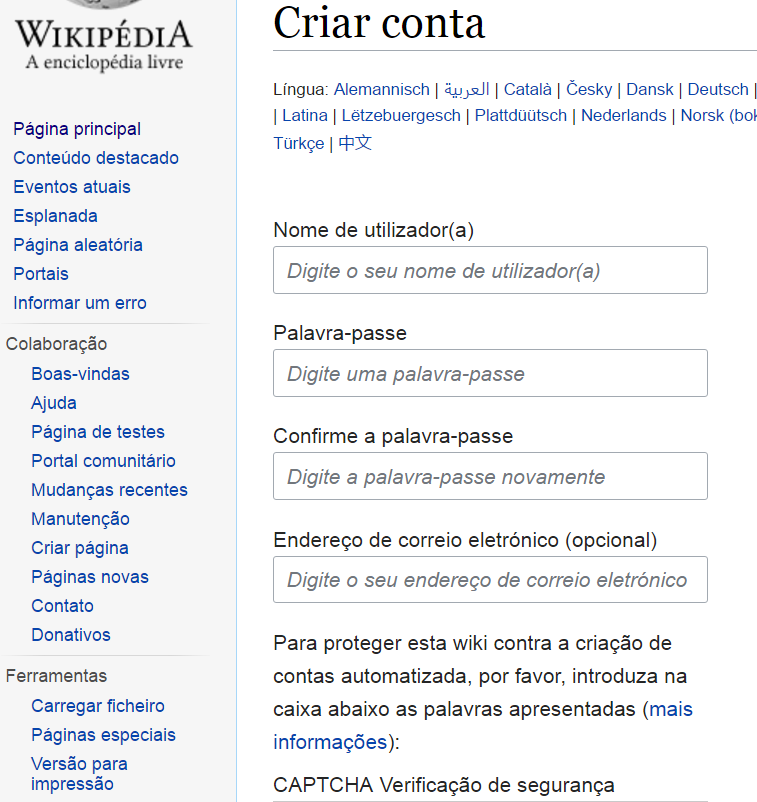 WIKIPÉDIA
A enciclopédia livre
Página principal
Conteúdo destacado
Eventos atuais
Esplanada
Página aleatória
Portais
Informar um erro
Colaboração
Boas-vindas
Ajuda
Página de testes
Portal comunitário
Mudanças recentes
Manutenção
Criar página
Páginas novas
Contato
Donativos
Ferramentas
Carregar ficheiro
Páginas especiais
Versão para
impressão
Criar conta
Língua: Alemannisch | العربية | Català | Česky | Dansk | Deutsch |
| Latina | Lëtzebuergesch | Plattdüütsch | Nederlands | Norsk (bok
Türkçe | 中文
Nome de utilizador(a)
Digite o seu nome de utilizador(a)
Palavra-passe
Digite uma palavra-passe
Confirme a palavra-passe
Digite a palavra-passe novamente
Endereço de correio eletrónico (opcional)
Digite o seu endereço de correio eletrónico
Para proteger esta wiki contra a criação de
contas automatizada, por favor, introduza na
caixa abaixo as palavras apresentadas (mais
informações):
CAPTCHA Verificação de segurança